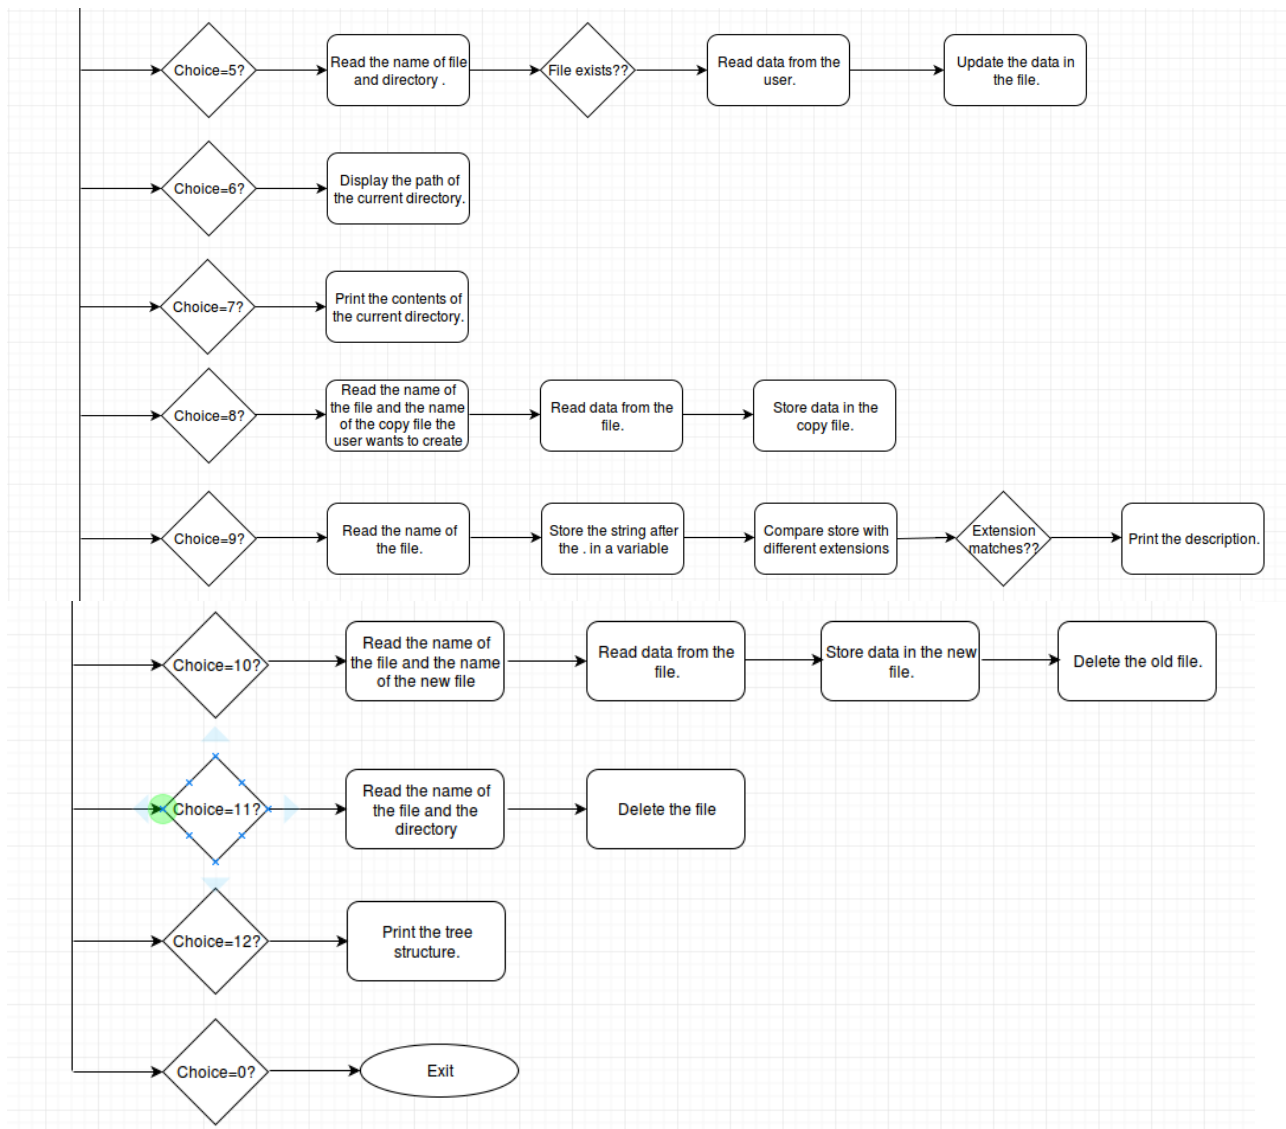 Choice=5?
Read the name of file
and directory .
File exists??
Read data from the
user.
Update the data in
the file.
Choice=6?
Display the path of
the current directory.
Choice=7?
Print the contents of
the current directory.
Choice=8?
Read the name of
the file and the name
of the copy file the
user wants to create
Read data from the
file.
Store data in the
copy file.
Choice=9?
Read the name of
the file.
Store the string after
the . in a variable
Compare store with
different extensions
Extension
matches??
Print the description.
Choice=10?
Read the name of
the file and the name
of the new file
Read data from the
file.
Store data in the new
file.
Delete the old file.
Choice=11?
Read the name of
the file and the
directory
Delete the file
Choice=12?
Print the tree
structure.
Choice=0?
Exit